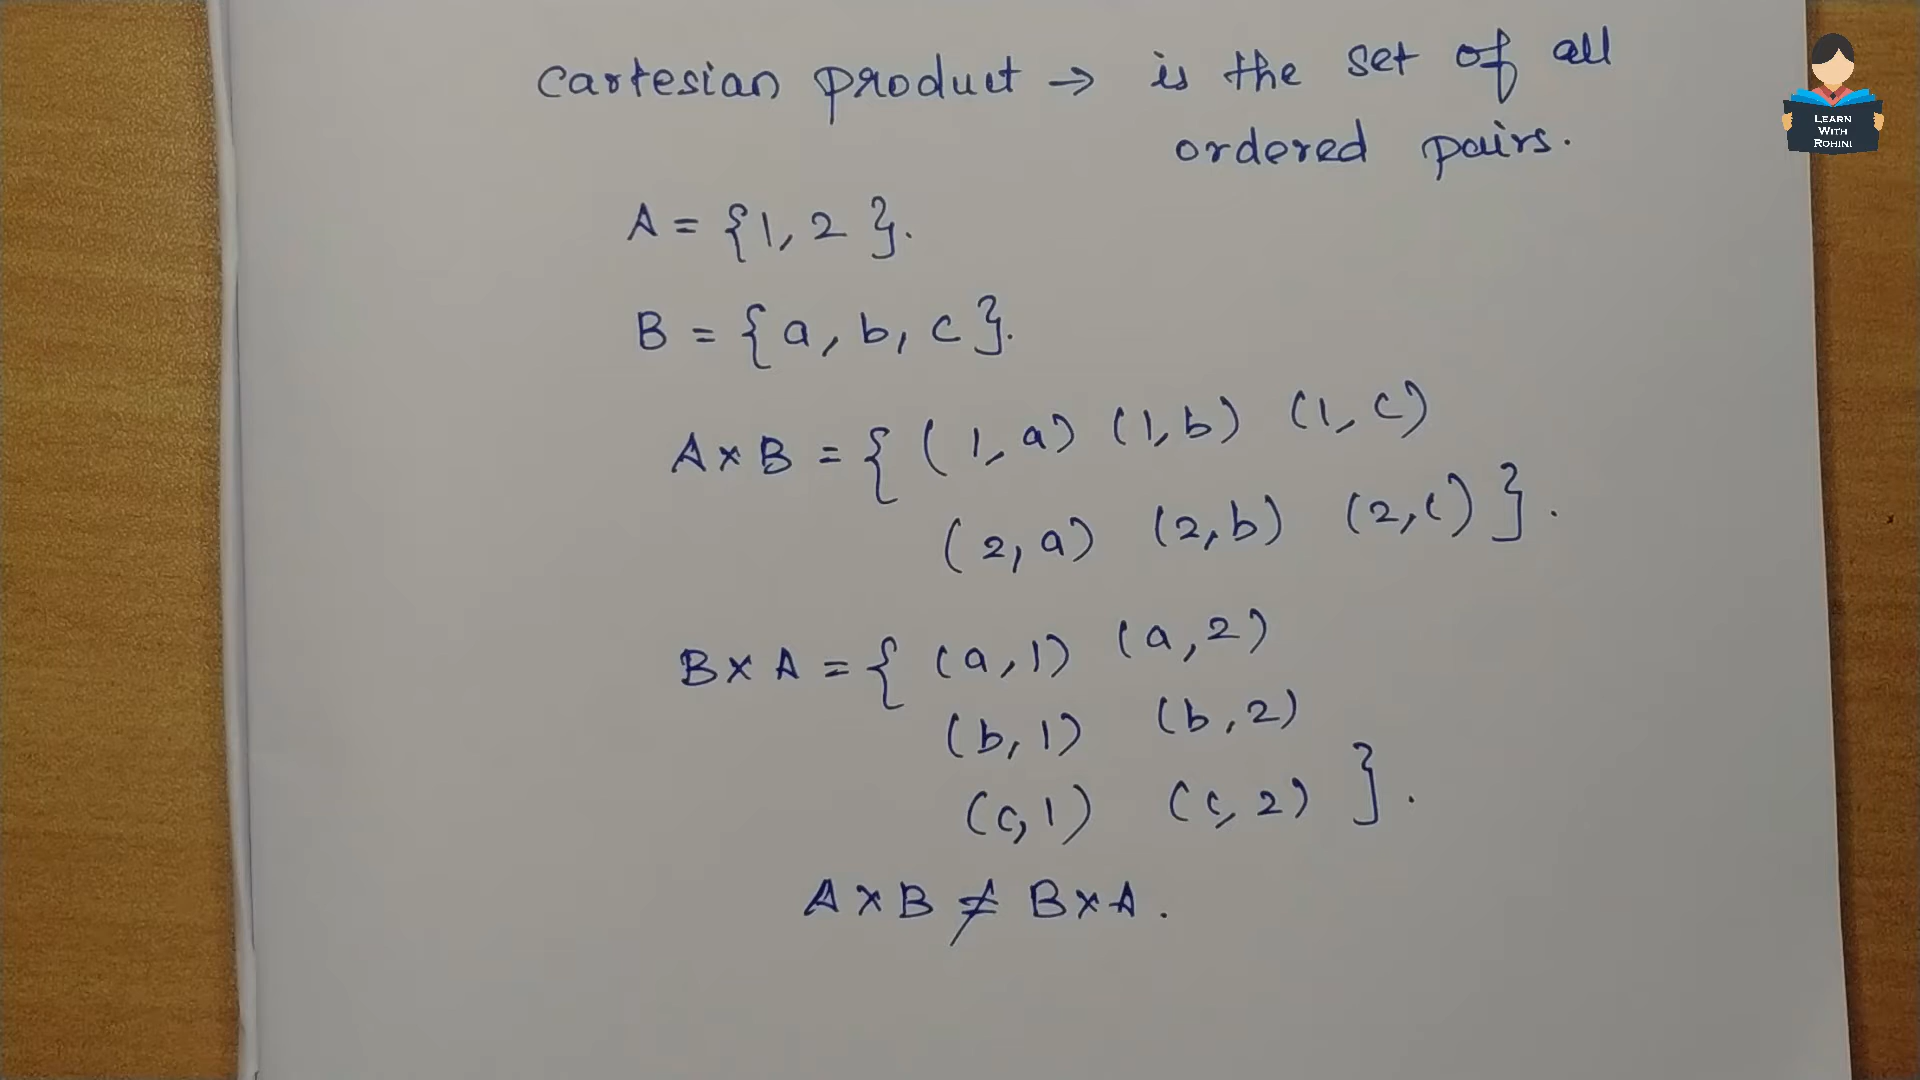 Cartesian product → is the set of all
ordered pairs.
A = {1, 2}.
B = {a, b, c}.
A × B = { (1, a) (1, b) (1, c)
(2, a) (2, b) (2, c) }.
B × A = { (a, 1) (a, 2)
(b, 1) (b, 2)
(c, 1) (c, 2) }.
A × B ≠ B × A.
LEARN
WITH
ROHINI